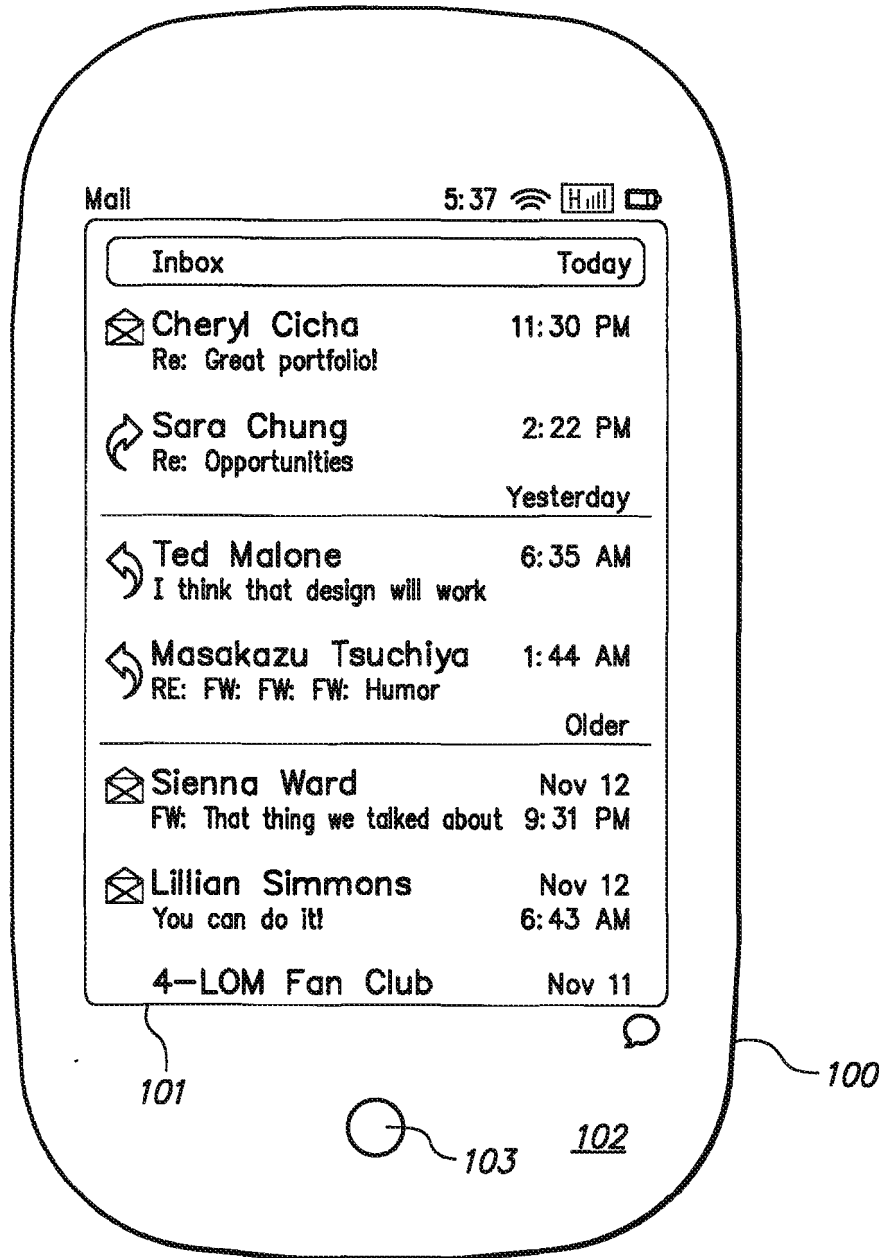 Mail 5:37 H
Inbox Today
Cheryl Cicha 11:30 PM
Re: Great portfolio!
Sara Chung 2:22 PM
Re: Opportunities
Yesterday
Ted Malone 6:35 AM
I think that design will work
Masakazu Tsuchiya 1:44 AM
RE: FW: FW: FW: Humor
Older
Sienna Ward Nov 12
FW: That thing we talked about 9:31 PM
Lillian Simmons Nov 12
You can do it! 6:43 AM
4-LOM Fan Club Nov 11
101
100
103
102